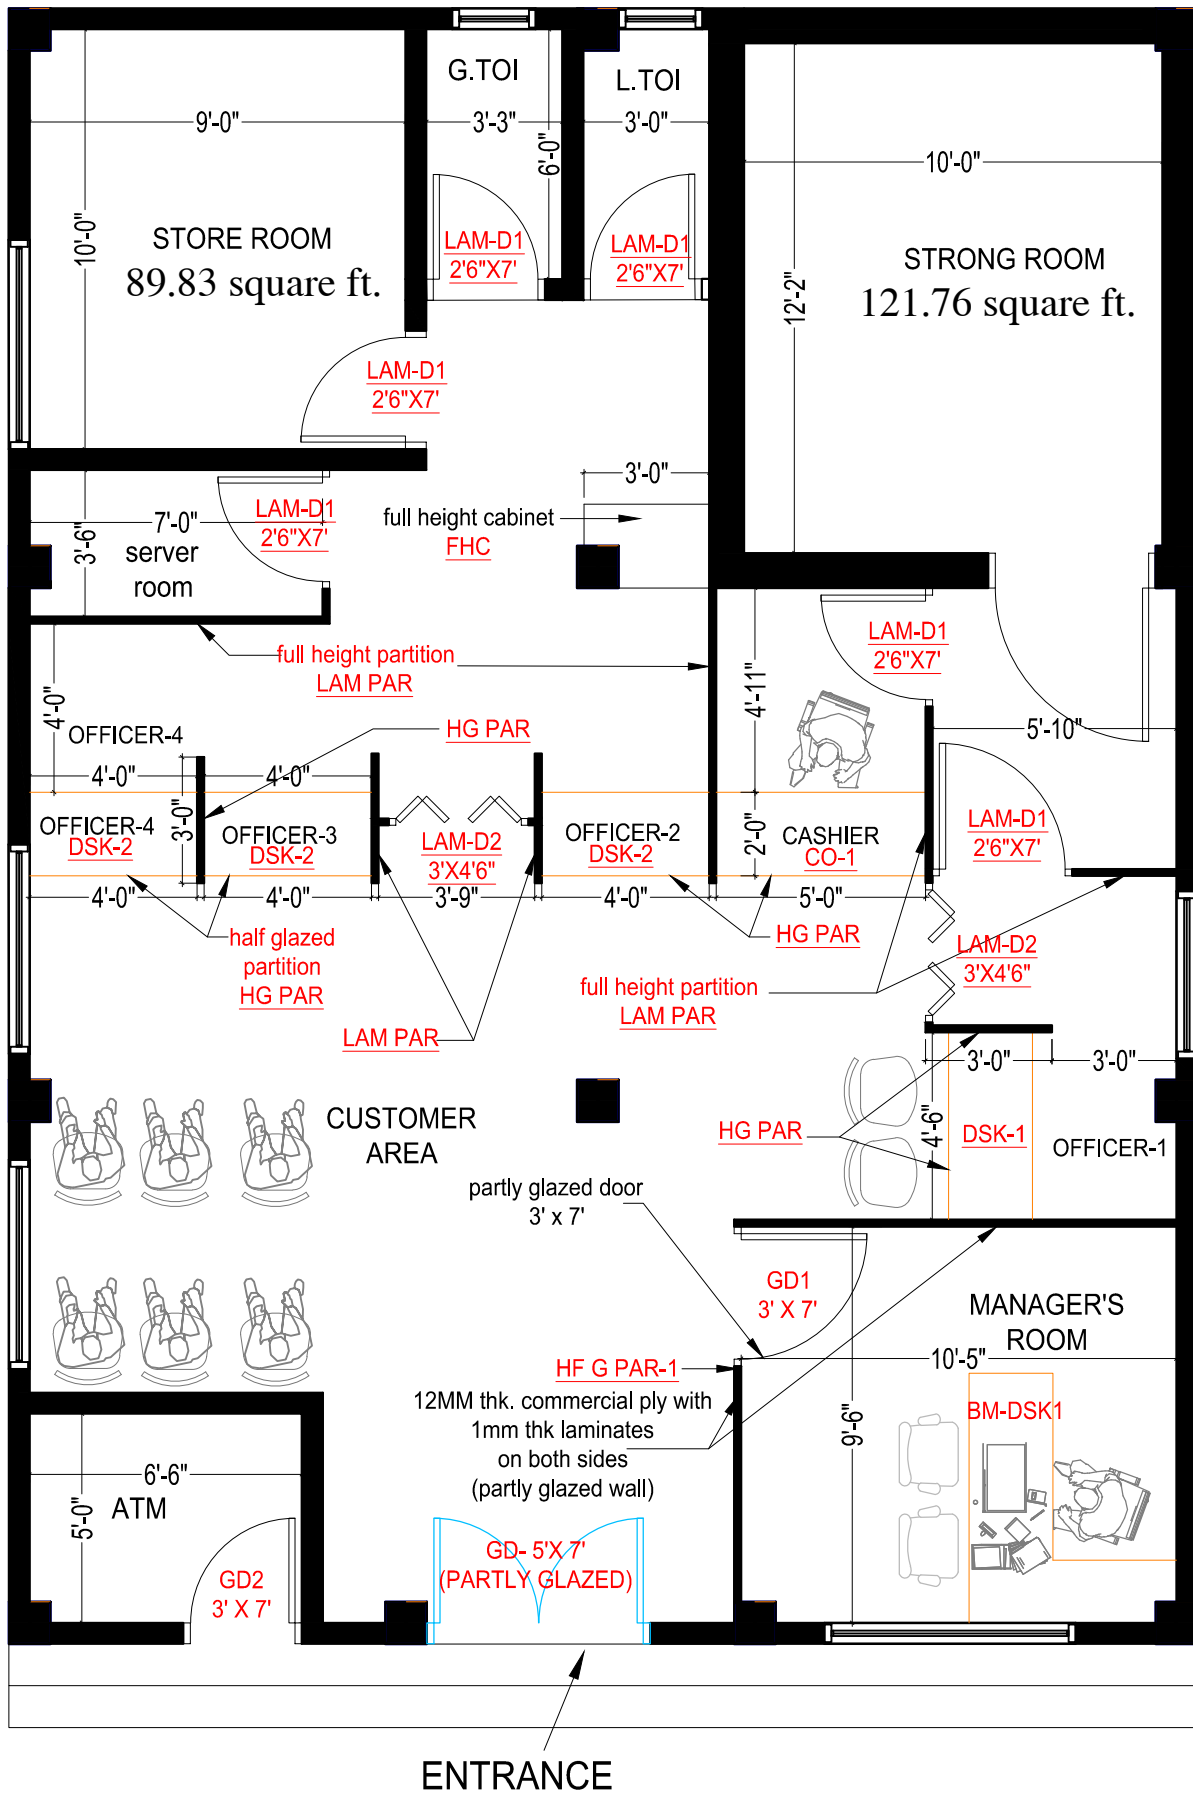 G.TOI
L.TOI
9'-0"
3'-3"
3'-0"
6'-0"
10'-0"
10'-0"
12'-2"
STORE ROOM
89.83 square ft.
LAM-D1
2'6"X7'
LAM-D1
2'6"X7'
STRONG ROOM
121.76 square ft.
LAM-D1
2'6"X7'
3'-0"
7'-0"
3'-6"
server
room
LAM-D1
2'6"X7'
full height cabinet
FHC
full height partition
LAM PAR
LAM-D1
2'6"X7'
4'-0"
OFFICER-4
HG PAR
4'-11"
5'-10"
4'-0"
4'-0"
3'-0"
OFFICER-4
DSK-2
OFFICER-3
DSK-2
LAM-D2
3'X4'6"
OFFICER-2
DSK-2
2'-0"
CASHIER
CO-1
LAM-D1
2'6"X7'
4'-0"
4'-0"
3'-9"
4'-0"
5'-0"
half glazed
partition
HG PAR
HG PAR
LAM-D2
3'X4'6"
full height partition
LAM PAR
LAM PAR
3'-0"
3'-0"
CUSTOMER
AREA
HG PAR
4'-6"
DSK-1
OFFICER-1
partly glazed door
3' x 7'
GD1
3' X 7'
MANAGER'S
ROOM
10'-5"
HF G PAR-1
12MM thk. commercial ply with
1mm thk laminates
on both sides
(partly glazed wall)
9'-6"
BM-DSK1
6'-6"
5'-0"
ATM
GD2
3' X 7'
GD- 5'X 7'
(PARTLY GLAZED)
ENTRANCE